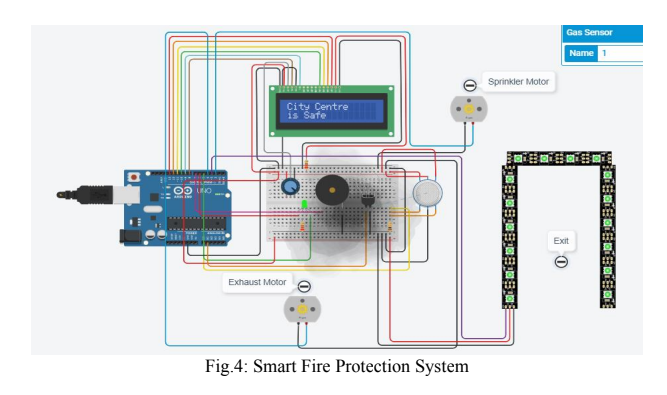 Gas Sensor
Name 1
Sprinkler Motor
City Centre
is Safe
UNO
Exit
Exhaust Motor
Fig.4: Smart Fire Protection System